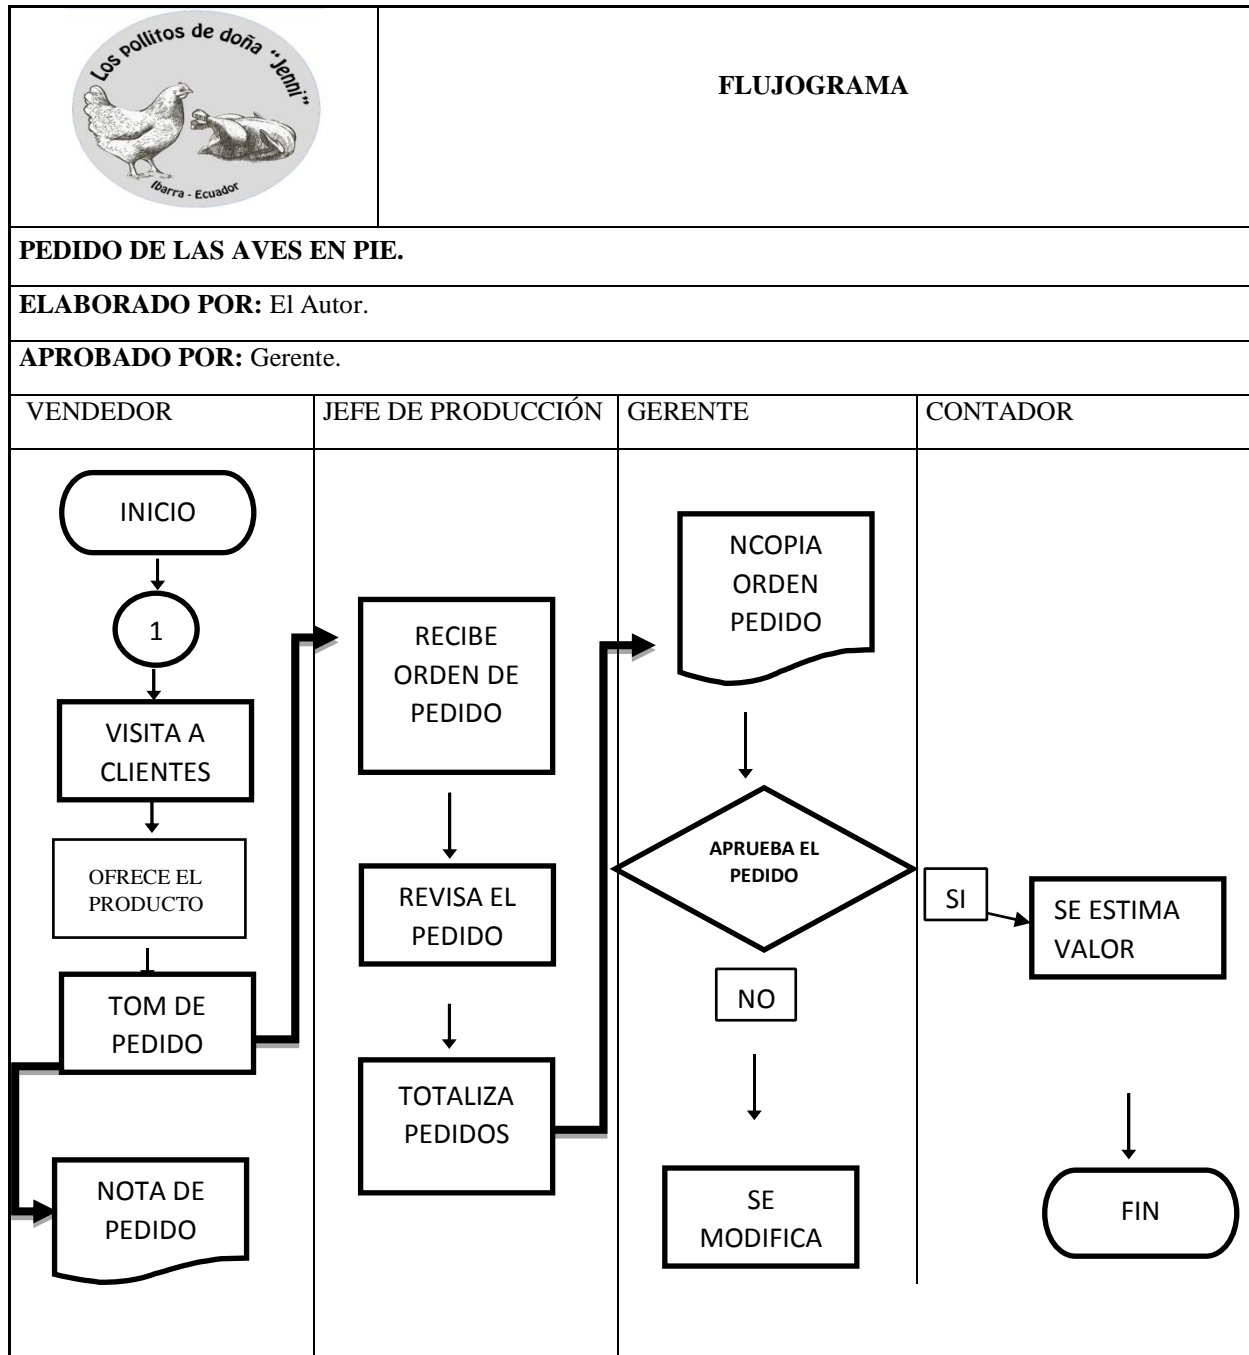 Los pollitos de doña "Jenni"
Ibarra - Ecuador
FLUJOGRAMA
PEDIDO DE LAS AVES EN PIE.
ELABORADO POR: El Autor.
APROBADO POR: Gerente.
VENDEDOR
JEFE DE PRODUCCIÓN
GERENTE
CONTADOR
INICIO
1
VISITA A
CLIENTES
OFRECE EL
PRODUCTO
TOM DE
PEDIDO
NOTA DE
PEDIDO
RECIBE
ORDEN DE
PEDIDO
REVISA EL
PEDIDO
TOTALIZA
PEDIDOS
NCOPIA
ORDEN
PEDIDO
APRUEBA EL
PEDIDO
NO
SE
MODIFICA
SI
SE ESTIMA
VALOR
FIN